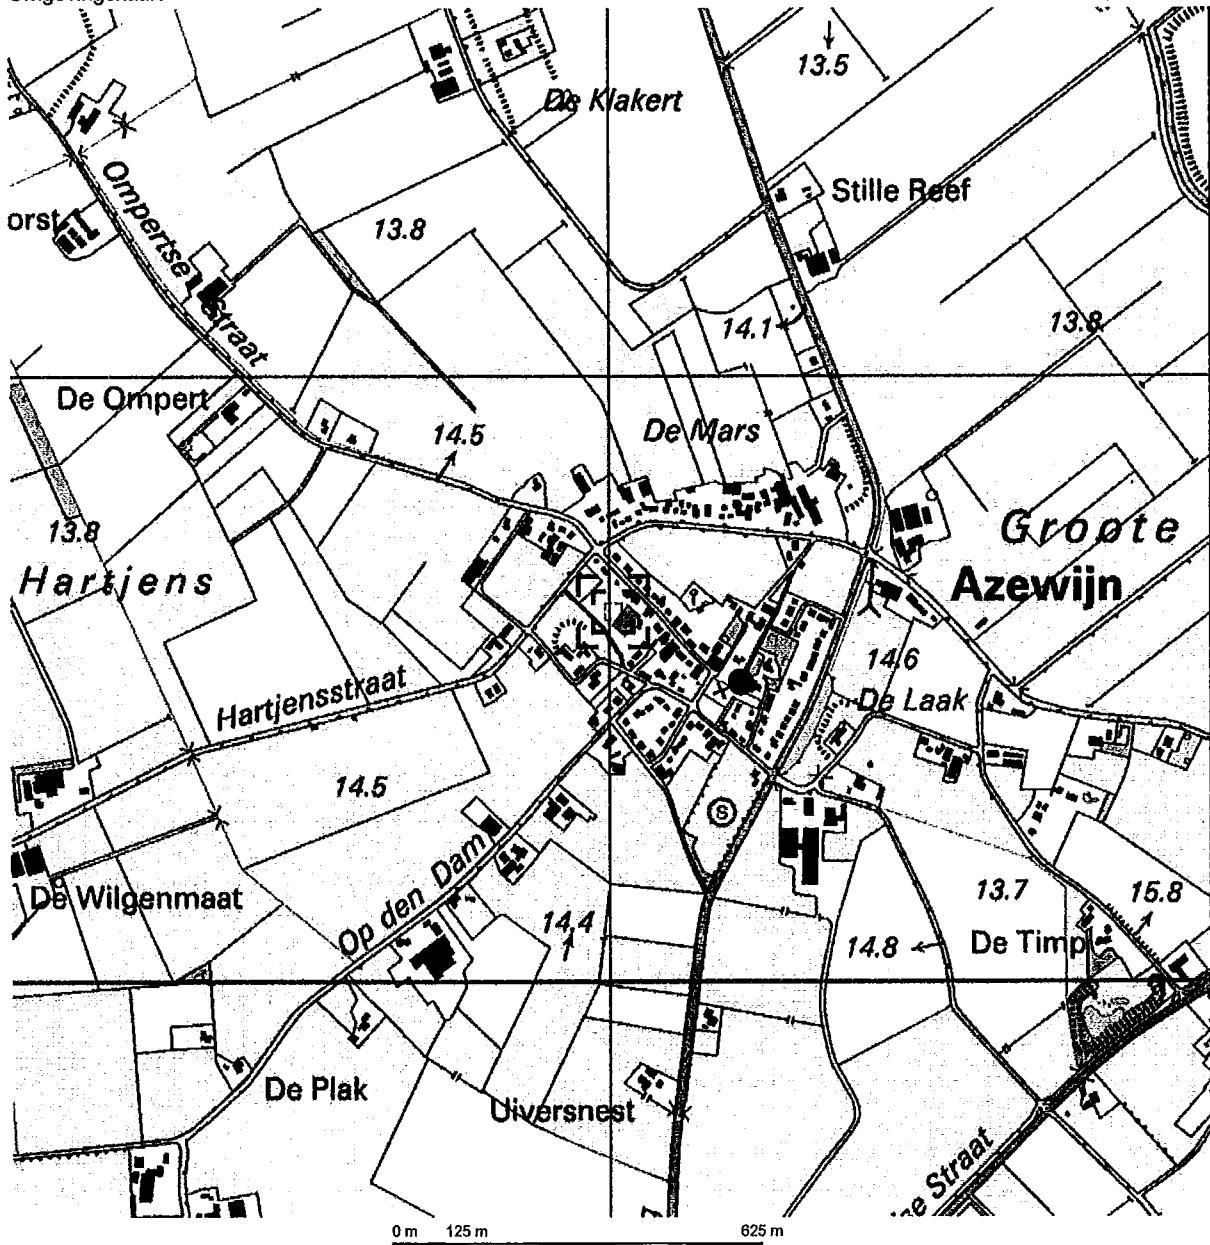 13.5
De Klakert
Ompertse Straat
Stille Reef
orst
13.8
14.1
13.8
De Ompert
De Mars
14.5
13.8
Groote
Hartjens
Azewijn
14.6
Hartjensstraat
De Laak
14.5
S
Op den Dam
De Wilgenmaat
13.7
15.8
14.4
14.8
De Timp
De Plak
Uiversnest
se Straat
0 m 125 m 625 m